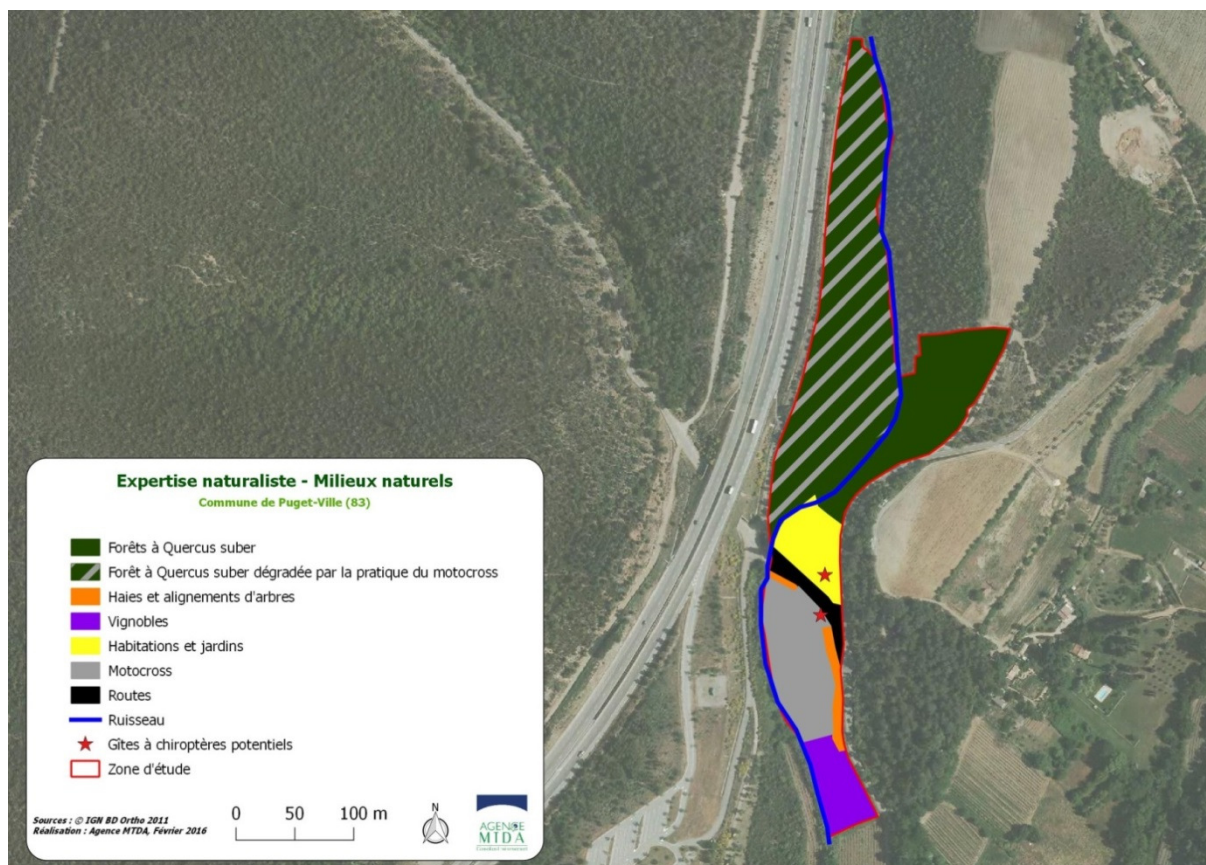 Expertise naturaliste - Milieux naturels
Commune de Puget-Ville (83)
Forêts à Quercus suber
Forêt à Quercus suber dégradée par la pratique du motocross
Haies et alignements d'arbres
Vignobles
Habitations et jardins
Motocross
Routes
Ruisseau
Gîtes à chiroptères potentiels
Zone d'étude
Sources : © IGN BD Ortho 2011
Réalisation : Agence MTDA, Février 2016
0 50 100 m
N
AGENCE
MTDA